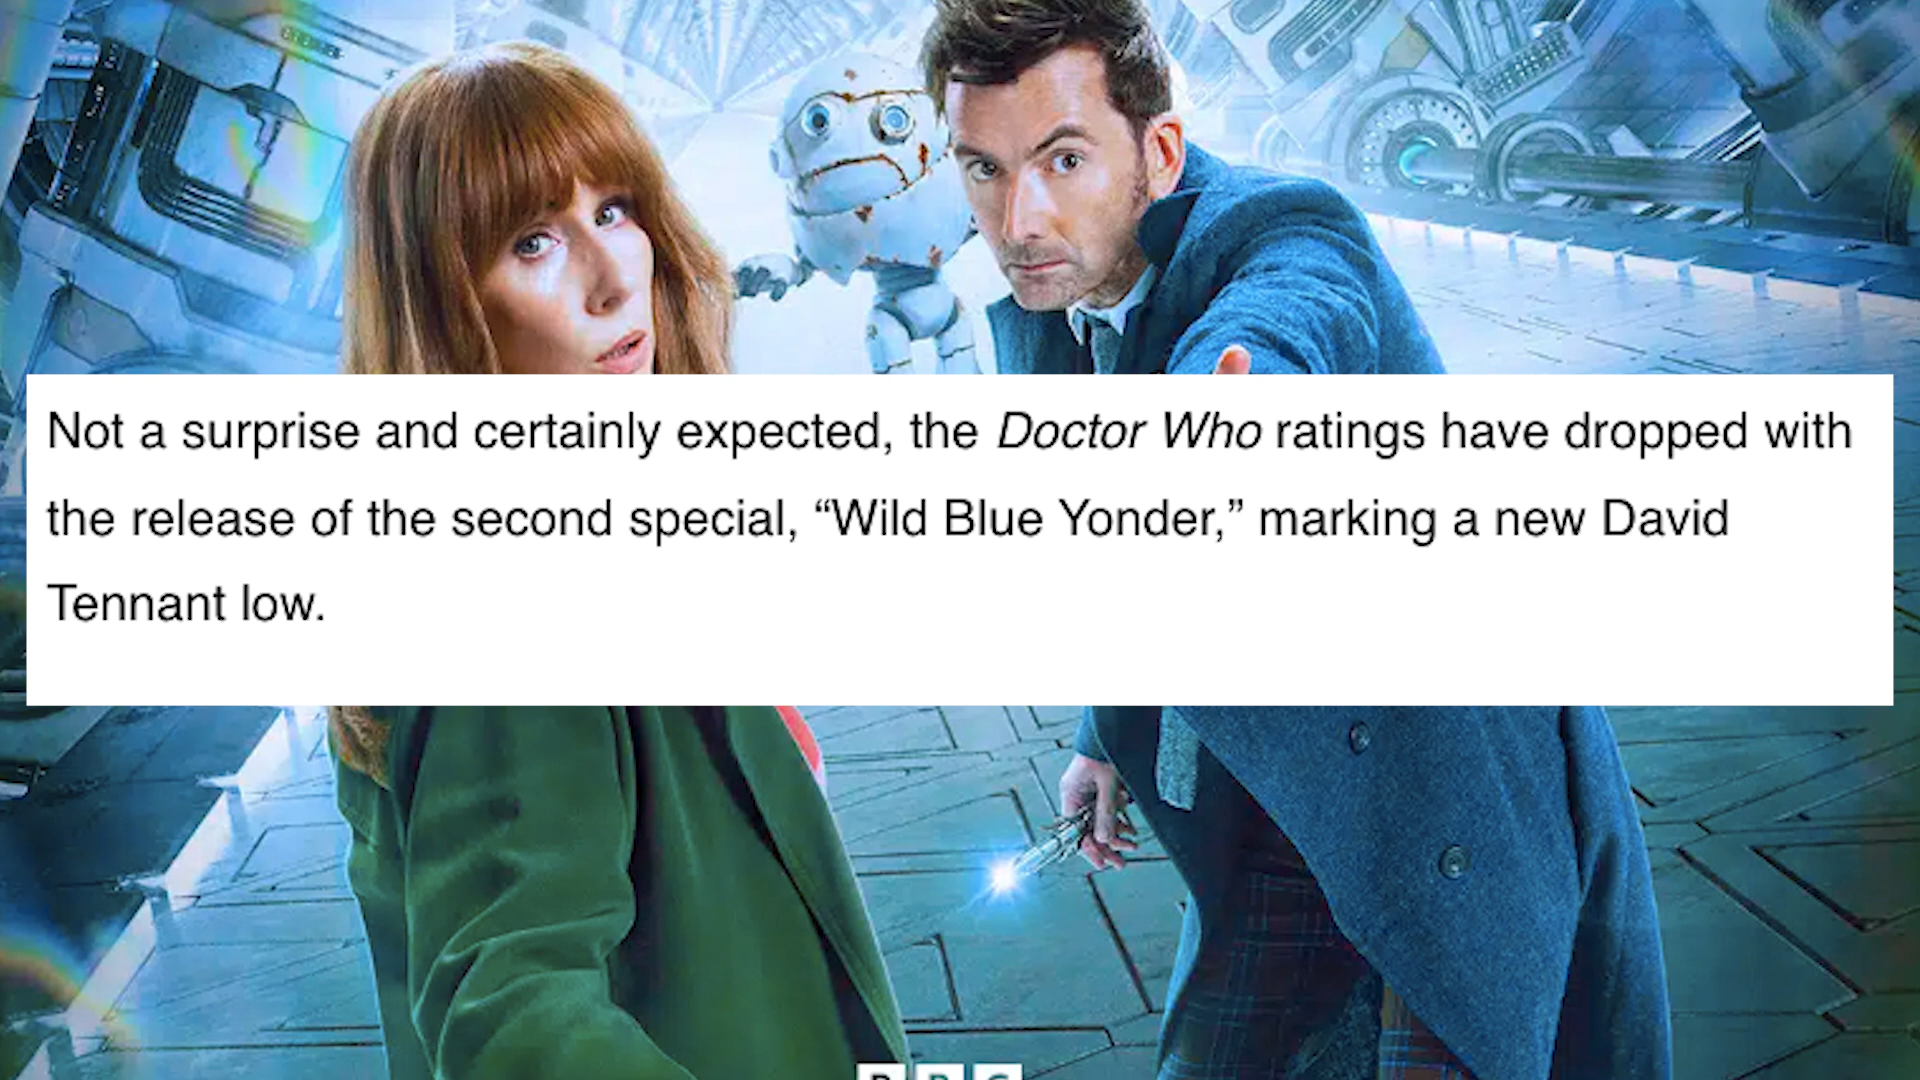 Not a surprise and certainly expected, the Doctor Who ratings have dropped with
the release of the second special, “Wild Blue Yonder,” marking a new David
Tennant low.
BBC